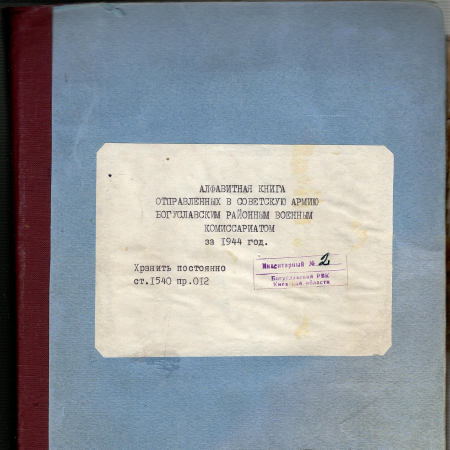 АЛФАВИТНАЯ КНИГА
ОТПРАВЛЕННЫХ В СОВЕТСКУЮ АРМИЮ
БОГУСЛАВСКИМ РАЙОННЫМ ВОЕННЫМ
КОМИССАРИАТОМ
за 1944 год.
Хранить постоянно
ст.1540 пр.012
Инвентарный № 2
Богуславский РВК
Киевской области